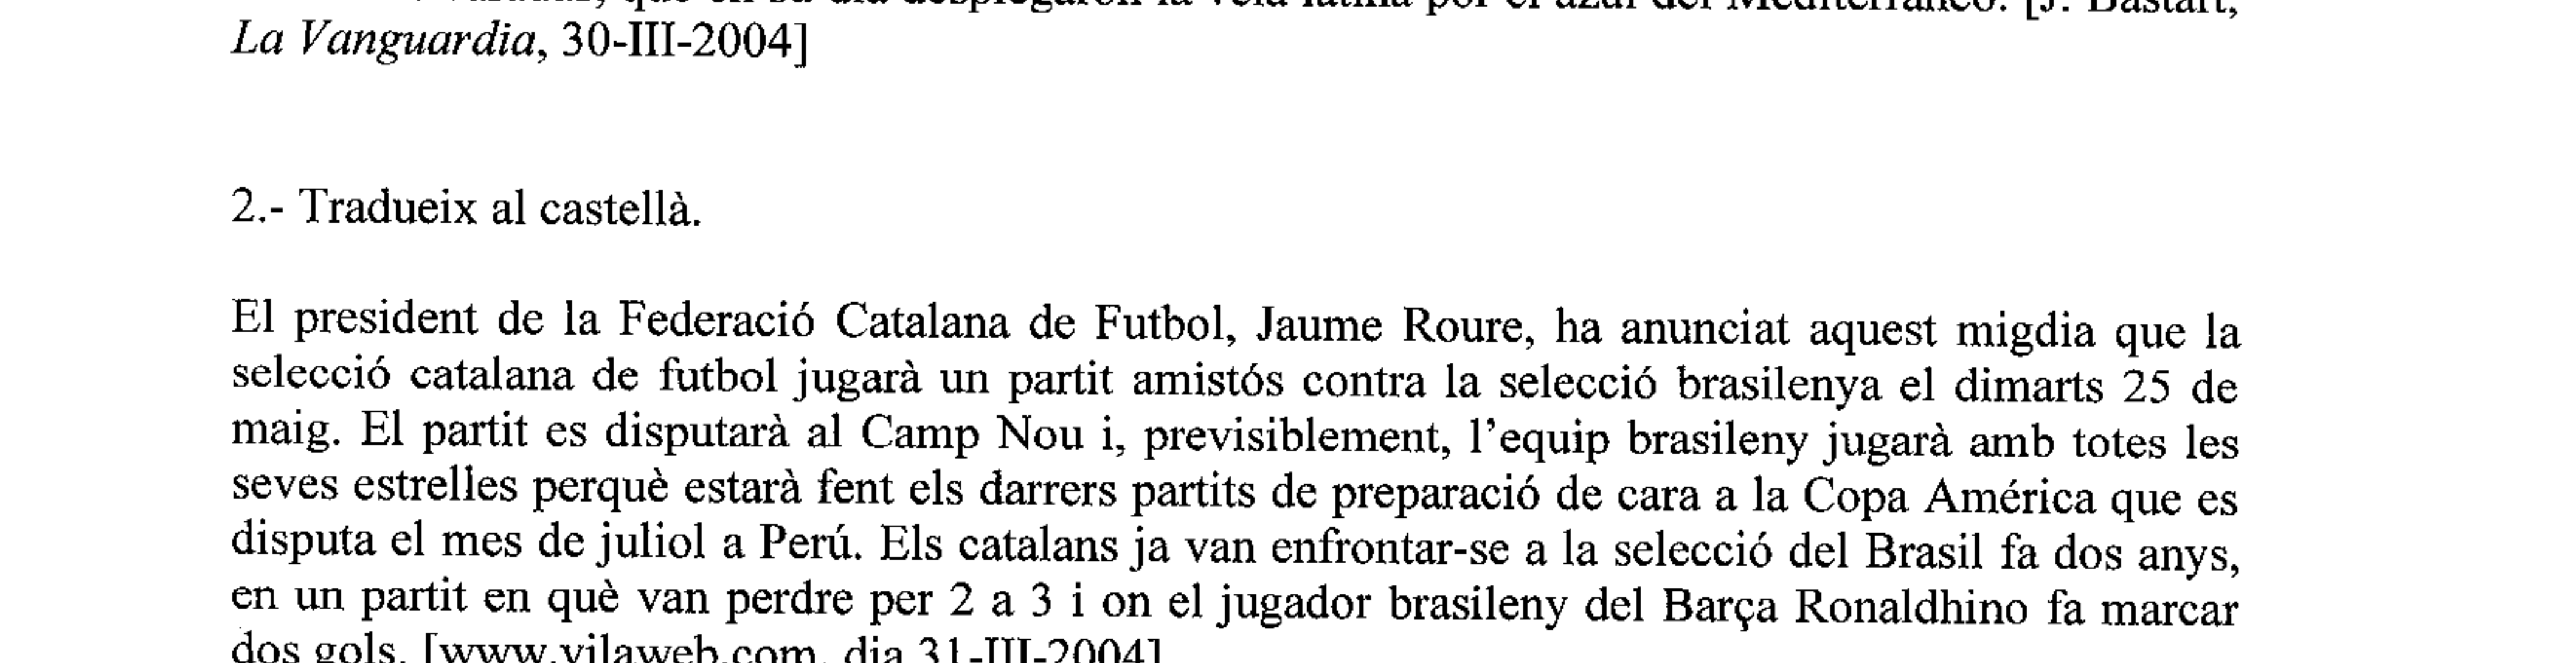 que en su día desplegaron la vela latina por el azul del Mediterráneo. [J. Bastart,
La Vanguardia, 30-III-2004]
2.- Tradueix al castellà.
El president de la Federació Catalana de Futbol, Jaume Roure, ha anunciat aquest migdia que la
selecció catalana de futbol jugarà un partit amistós contra la selecció brasilenya el dimarts 25 de
maig. El partit es disputarà al Camp Nou i, previsiblement, l'equip brasileny jugarà amb totes les
seves estrelles perquè estarà fent els darrers partits de preparació de cara a la Copa América que es
disputa el mes de juliol a Perú. Els catalans ja van enfrontar-se a la selecció del Brasil fa dos anys,
en un partit en què van perdre per 2 a 3 i on el jugador brasileny del Barça Ronaldhino fa marcar
dos gols. [www.vilaweb.com, dia 31-III-2004]